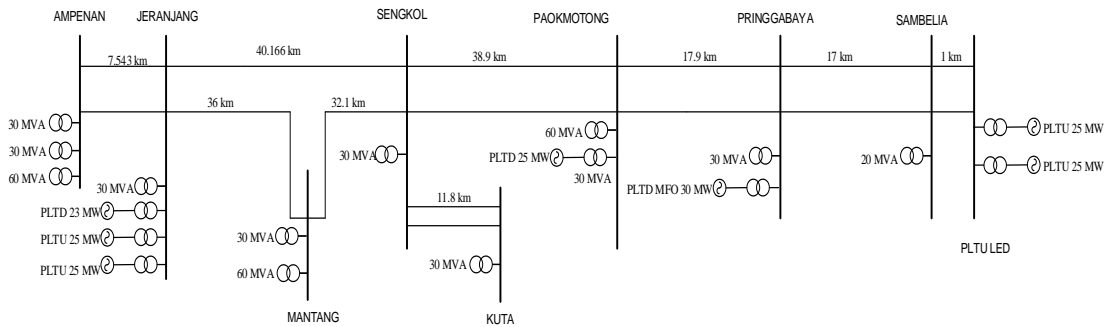 AMPENAN
JERANJANG
SENGKOL
PAOKMOTONG
PRINGGABAYA
SAMBELIA
7.543 km
40.166 km
38.9 km
17.9 km
17 km
1 km
36 km
32.1 km
30 MVA
30 MVA
60 MVA
30 MVA
PLTD 23 MW
PLTU 25 MW
PLTU 25 MW
30 MVA
60 MVA
MANTANG
30 MVA
11.8 km
30 MVA
KUTA
60 MVA
PLTD 25 MW
30 MVA
30 MVA
PLTD MFO 30 MW
20 MVA
PLTU 25 MW
PLTU 25 MW
PLTU LED